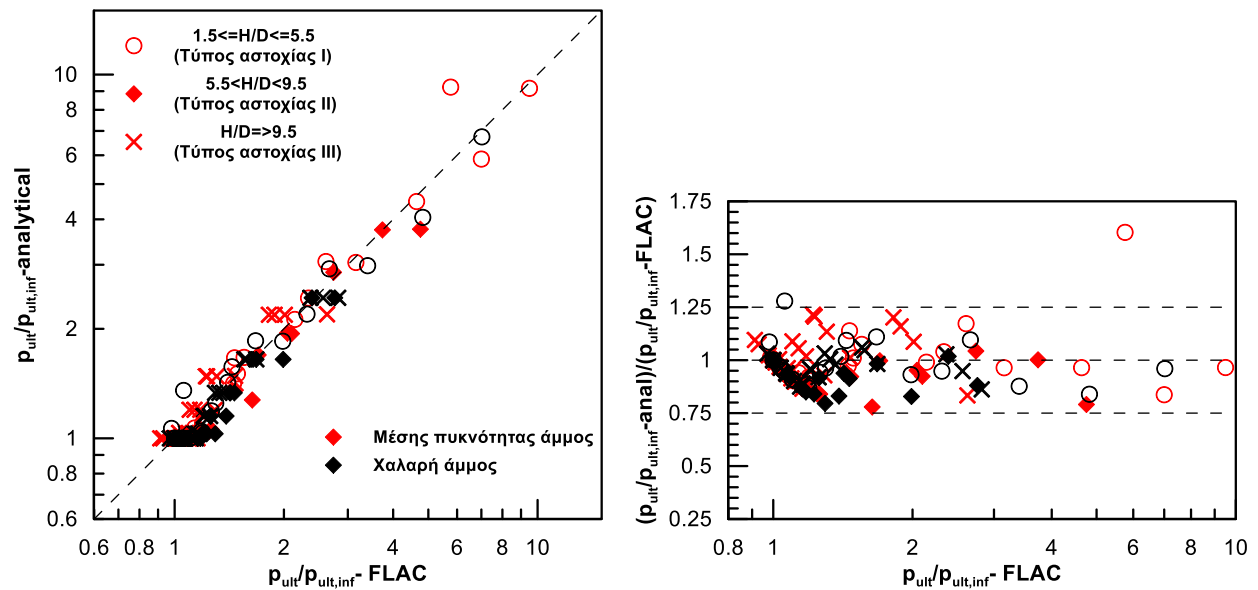 1.5<=H/D<=5.5
(Τύπος αστοχίας I)
5.5<H/D<9.5
(Τύπος αστοχίας II)
H/D=>9.5
(Τύπος αστοχίας III)
Μέσης πυκνότητας άμμος
Χαλαρή άμμος
10
8
6
4
2
1
0.8
0.6
0.6 0.8 1 2 4 6 8 10
pult/pult,inf-analytical
pult/pult,inf- FLAC
1.75
1.5
1.25
1
0.75
0.5
0.25
0.8 1 2 4 6 8 10
(pult/pult,inf-anal)/(pult/pult,inf-FLAC)
pult/pult,inf- FLAC